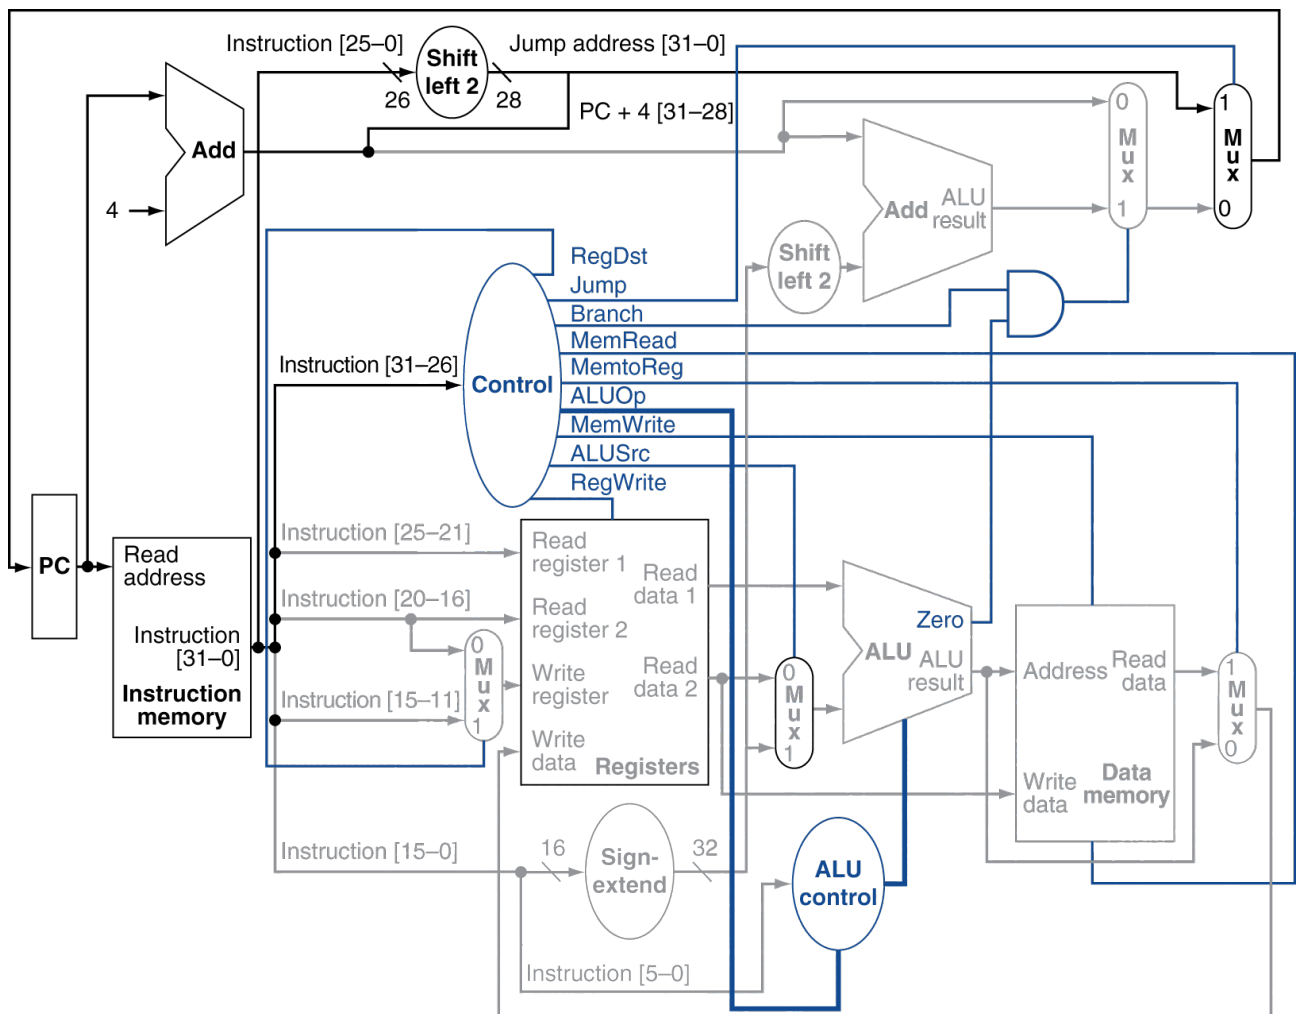 Instruction [25–0]
Shift
left 2
Jump address [31–0]
26
28
PC + 4 [31–28]
Add
4
0
M
u
x
1
1
M
u
x
0
Add
ALU
result
Shift
left 2
RegDst
Jump
Branch
MemRead
MemtoReg
ALUOp
MemWrite
ALUSrc
RegWrite
Instruction [31–26]
Control
PC
Read
address
Instruction
[31–0]
Instruction
memory
Instruction [25–21]
Instruction [20–16]
Instruction [15–11]
0
M
u
x
1
Read
register 1
Read
register 2
Write
register
Write
data
Read
data 1
Read
data 2
Registers
0
M
u
x
1
Zero
ALU
ALU
result
Address
Read
data
Write
data
Data
memory
1
M
u
x
0
Instruction [15–0]
16
Sign-
extend
32
ALU
control
Instruction [5–0]